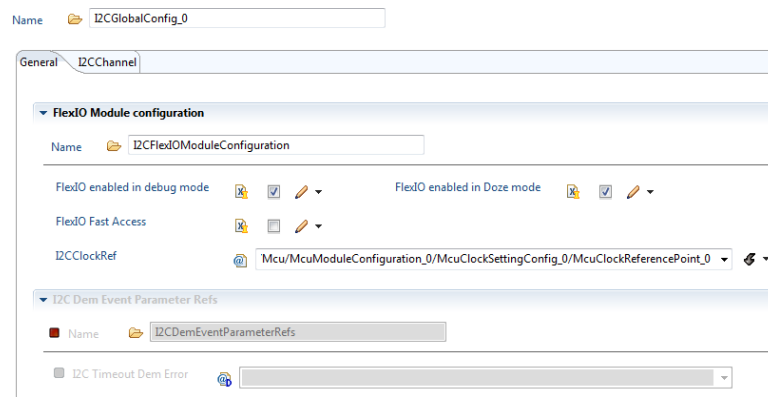 Name I2CGlobalConfig_0
General I2CChannel
FlexIO Module configuration
Name I2CFlexIOModuleConfiguration
FlexIO enabled in debug mode FlexIO enabled in Doze mode
FlexIO Fast Access
I2CClockRef 'Mcu/McuModuleConfiguration_0/McuClockSettingConfig_0/McuClockReferencePoint_0
I2C Dem Event Parameter Refs
Name I2CDemEventParameterRefs
I2C Timeout Dem Error